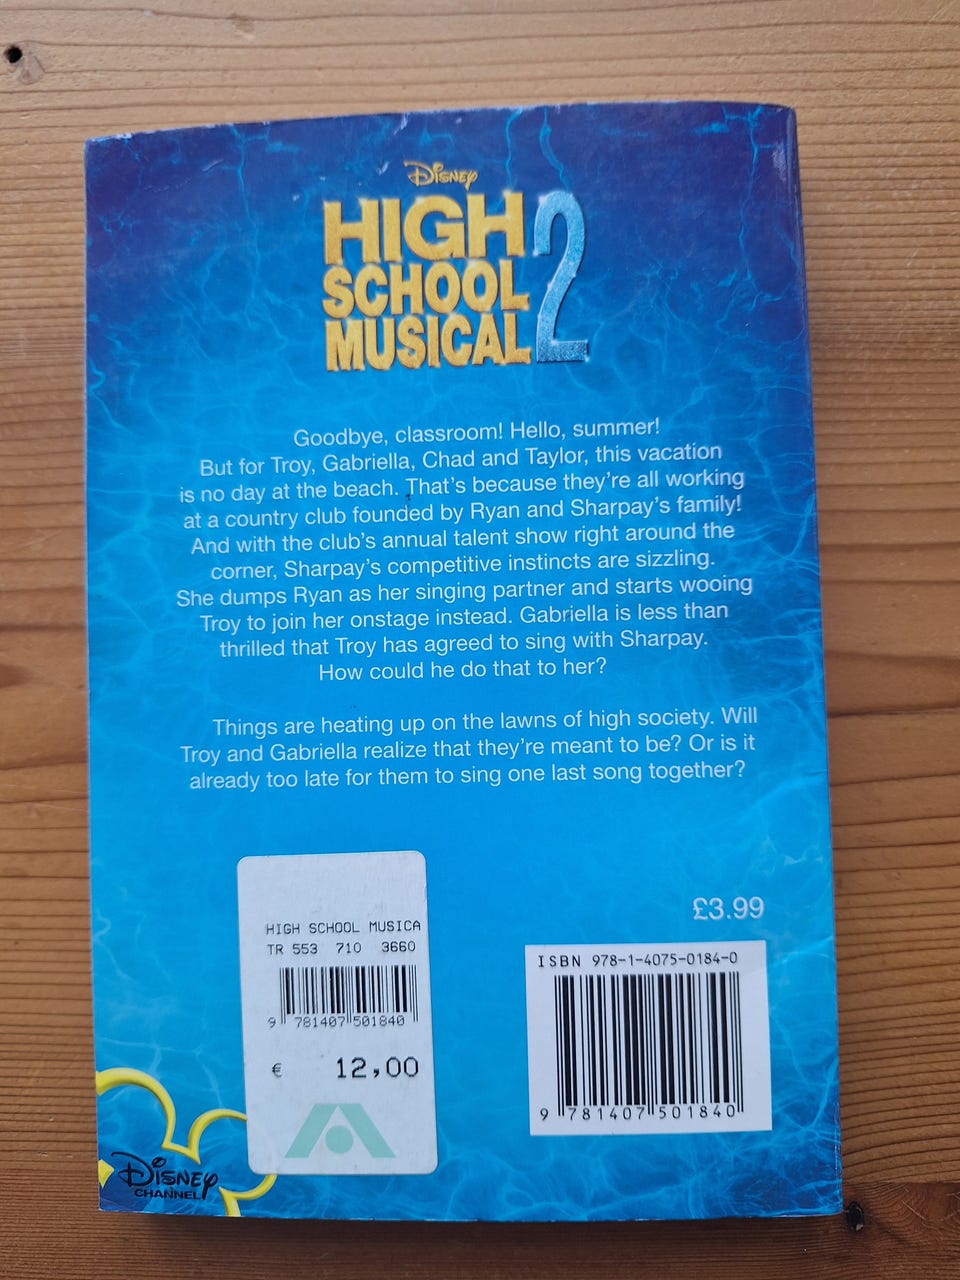 Disney
HIGH
SCHOOL
MUSICAL 2
Goodbye, classroom! Hello, summer!
But for Troy, Gabriella, Chad and Taylor, this vacation
is no day at the beach. That's because they're all working
at a country club founded by Ryan and Sharpay's family!
And with the club's annual talent show right around the
corner, Sharpay's competitive instincts are sizzling.
She dumps Ryan as her singing partner and starts wooing
Troy to join her onstage instead. Gabriella is less than
thrilled that Troy has agreed to sing with Sharpay.
How could he do that to her?
Things are heating up on the lawns of high society. Will
Troy and Gabriella realize that they're meant to be? Or is it
already too late for them to sing one last song together?
HIGH SCHOOL MUSICA
TR 553 710 3660
9 781407 501840
€ 12,00
£3.99
ISBN 978-1-4075-0184-0
9 781407 501840
Disney
CHANNEL